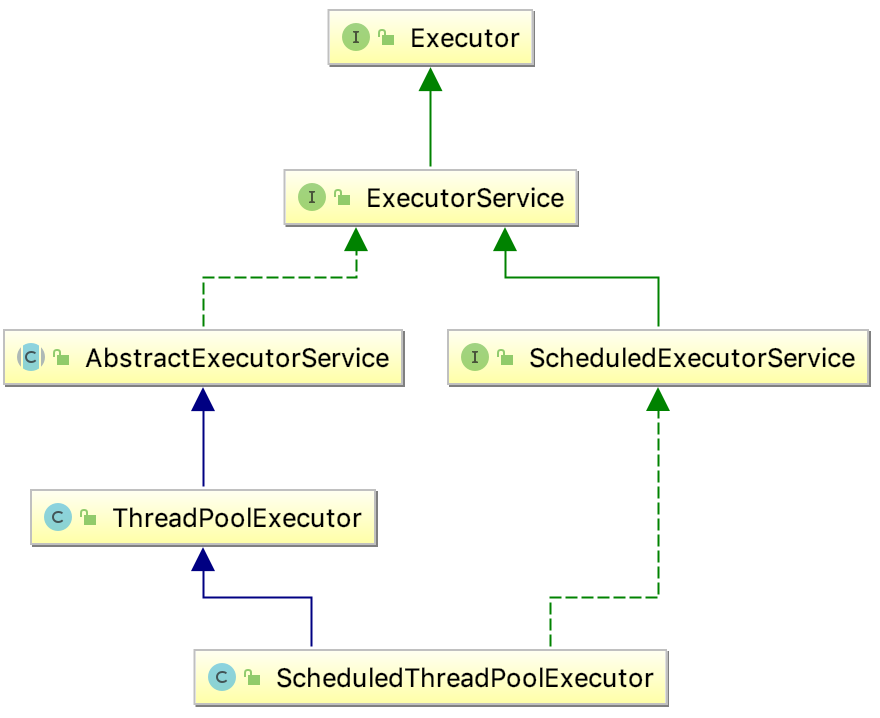 I Executor
I ExecutorService
C AbstractExecutorService
I ScheduledExecutorService
C ThreadPoolExecutor
C ScheduledThreadPoolExecutor